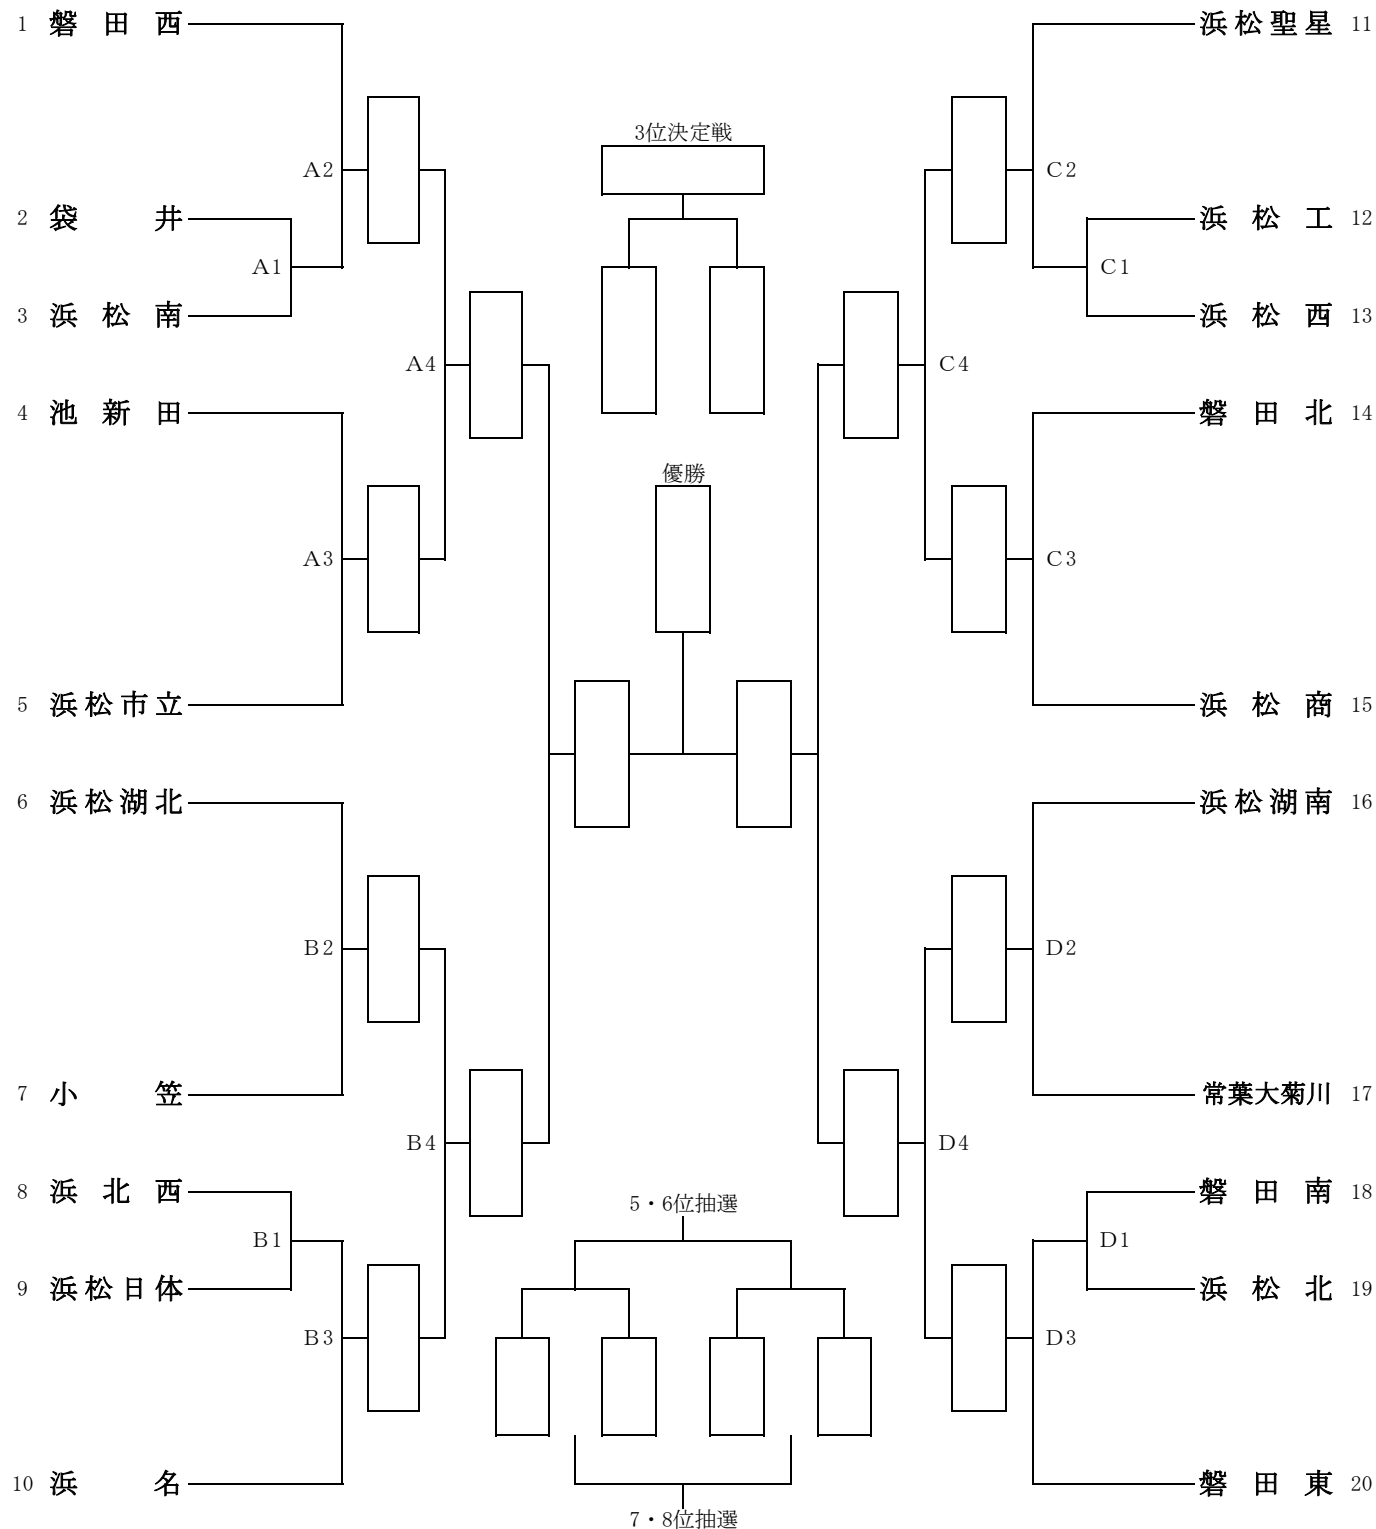 1 磐田西
A2
2 袋井
A1
3 浜松南
A4
4 池新田
A3
5 浜松市立
6 浜松湖北
B2
7 小笠
B4
8 浜北西
B1
9 浜松日体
B3
10 浜名
3位決定戦
優勝
5・6位抽選
7・8位抽選
浜松聖星 11
C2
浜松工 12
C1
浜松西 13
C4
磐田北 14
C3
浜松商 15
浜松湖南 16
D2
常葉大菊川 17
D4
磐田南 18
D1
浜松北 19
D3
磐田東 20